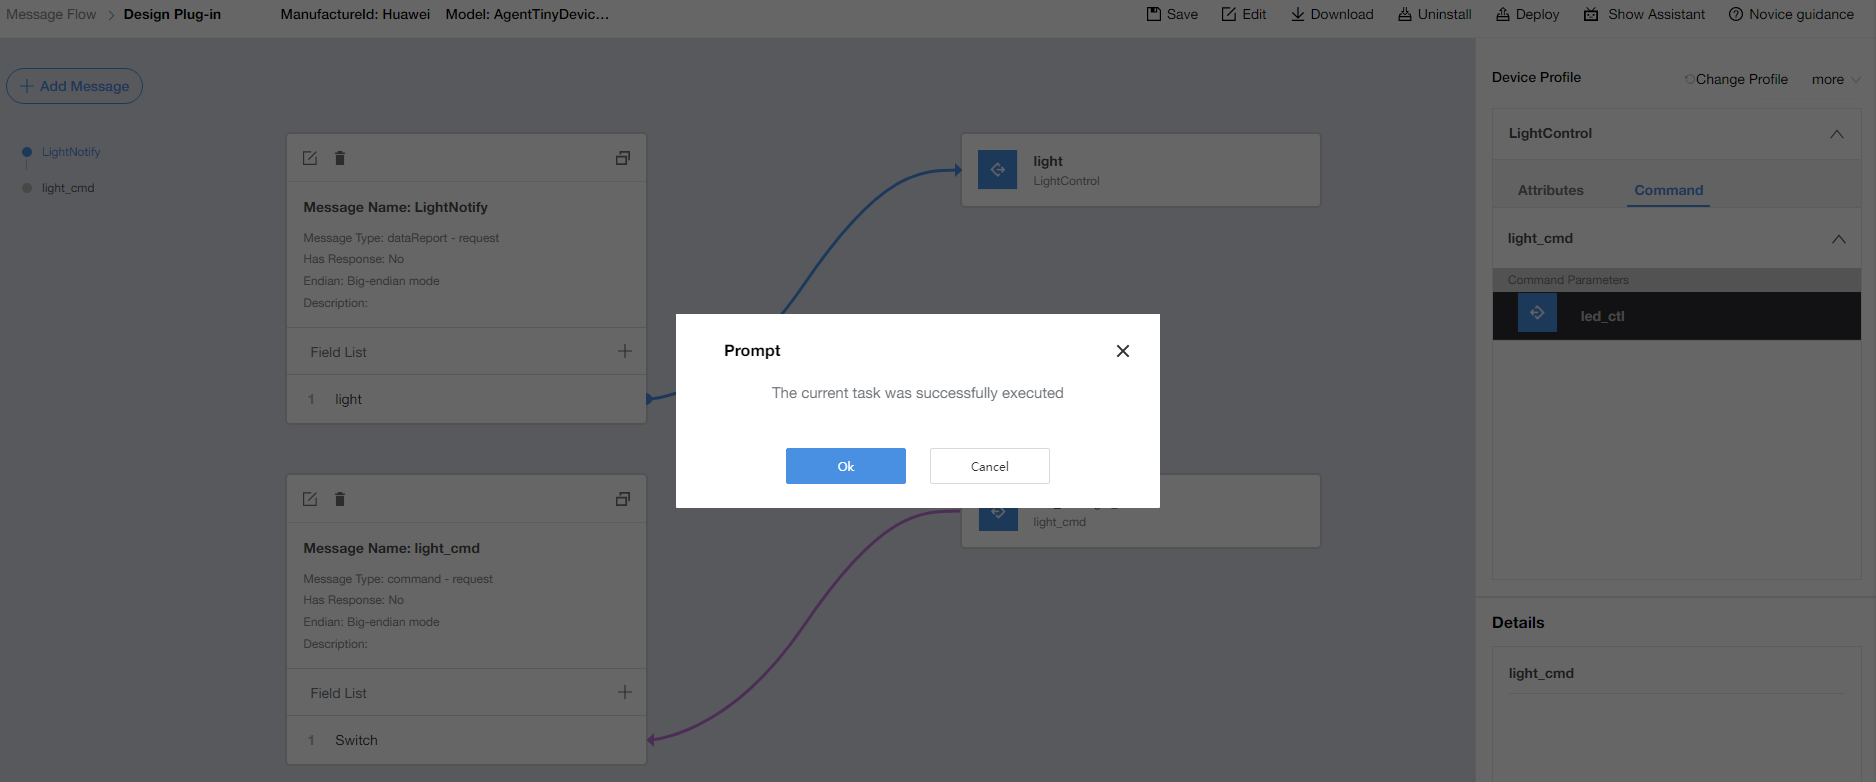 Message Flow > Design Plug-in ManufactureId: Huawei Model: AgentTinyDevic... Save Edit Download Uninstall Deploy Show Assistant Novice guidance
+ Add Message
LightNotify
light_cmd
Message Name: LightNotify
Message Type: dataReport - request
Has Response: No
Endian: Big-endian mode
Description:
Field List
1 light
Message Name: light_cmd
Message Type: command - request
Has Response: No
Endian: Big-endian mode
Description:
Field List
1 Switch
light
LightControl
Prompt
The current task was successfully executed
Ok Cancel
light_cmd
Device Profile Change Profile more
LightControl
Attributes Command
light_cmd
Command Parameters
led_ctl
Details
light_cmd